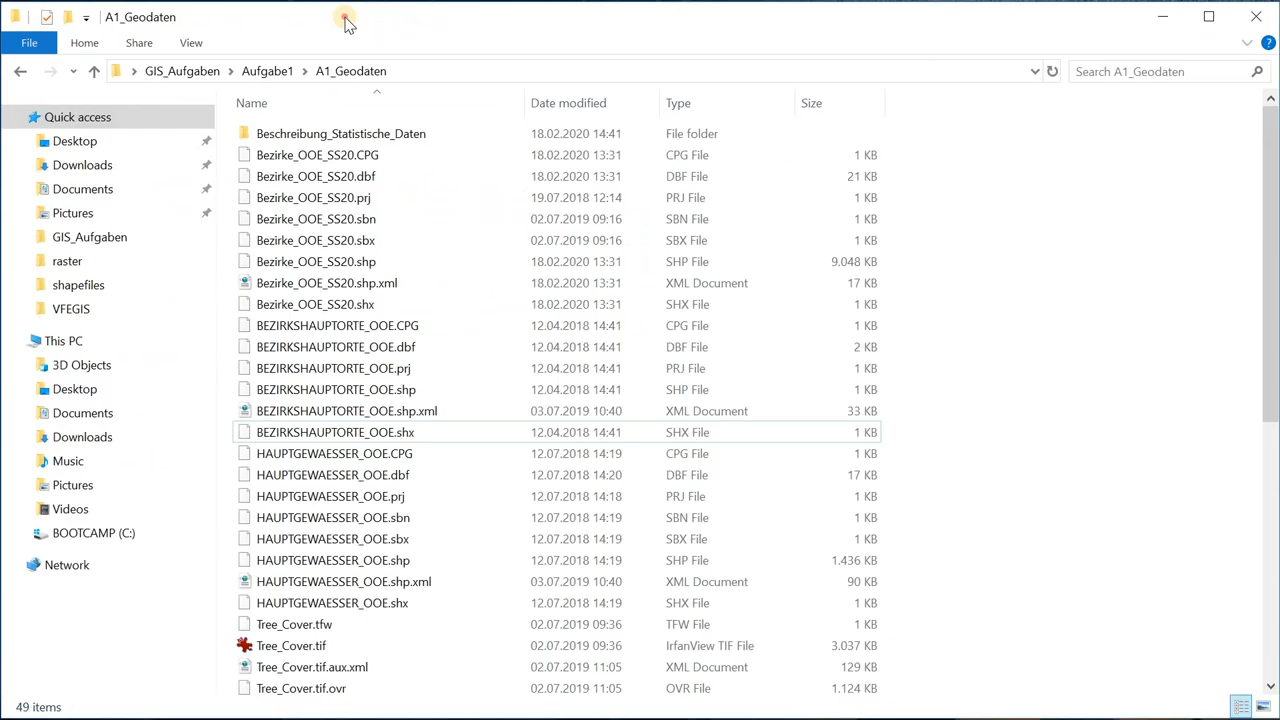 A1_Geodaten
File Home Share View
GIS_Aufgaben Aufgabe1 A1_Geodaten Search A1_Geodaten
Name Date modified Type Size
Quick access
Desktop
Downloads
Documents
Pictures
GIS_Aufgaben
raster
shapefiles
VFEGIS
This PC
3D Objects
Desktop
Documents
Downloads
Music
Pictures
Videos
BOOTCAMP (C:)
Network
Beschreibung_Statistische_Daten 18.02.2020 14:41 File folder
Bezirke_OOE_SS20.CPG 18.02.2020 13:31 CPG File 1 KB
Bezirke_OOE_SS20.dbf 18.02.2020 13:31 DBF File 21 KB
Bezirke_OOE_SS20.prj 19.07.2018 12:14 PRJ File 1 KB
Bezirke_OOE_SS20.sbn 02.07.2019 09:16 SBN File 1 KB
Bezirke_OOE_SS20.sbx 02.07.2019 09:16 SBX File 1 KB
Bezirke_OOE_SS20.shp 18.02.2020 13:31 SHP File 9.048 KB
Bezirke_OOE_SS20.shp.xml 18.02.2020 13:31 XML Document 17 KB
Bezirke_OOE_SS20.shx 18.02.2020 13:31 SHX File 1 KB
BEZIRKSHAUPTORTE_OOE.CPG 12.04.2018 14:41 CPG File 1 KB
BEZIRKSHAUPTORTE_OOE.dbf 12.04.2018 14:41 DBF File 2 KB
BEZIRKSHAUPTORTE_OOE.prj 12.04.2018 14:41 PRJ File 1 KB
BEZIRKSHAUPTORTE_OOE.shp 12.04.2018 14:41 SHP File 1 KB
BEZIRKSHAUPTORTE_OOE.shp.xml 03.07.2019 10:40 XML Document 33 KB
BEZIRKSHAUPTORTE_OOE.shx 12.04.2018 14:41 SHX File 1 KB
HAUPTGEWAESSER_OOE.CPG 12.07.2018 14:19 CPG File 1 KB
HAUPTGEWAESSER_OOE.dbf 12.07.2018 14:20 DBF File 17 KB
HAUPTGEWAESSER_OOE.prj 12.07.2018 14:18 PRJ File 1 KB
HAUPTGEWAESSER_OOE.sbn 12.07.2018 14:19 SBN File 1 KB
HAUPTGEWAESSER_OOE.sbx 12.07.2018 14:19 SBX File 1 KB
HAUPTGEWAESSER_OOE.shp 12.07.2018 14:19 SHP File 1.436 KB
HAUPTGEWAESSER_OOE.shp.xml 03.07.2019 10:40 XML Document 90 KB
HAUPTGEWAESSER_OOE.shx 12.07.2018 14:19 SHX File 1 KB
Tree_Cover.tfw 02.07.2019 09:36 TFW File 1 KB
Tree_Cover.tif 02.07.2019 09:36 IrfanView TIF File 3.037 KB
Tree_Cover.tif.aux.xml 02.07.2019 11:05 XML Document 129 KB
Tree_Cover.tif.ovr 02.07.2019 11:05 OVR File 1.124 KB
49 items